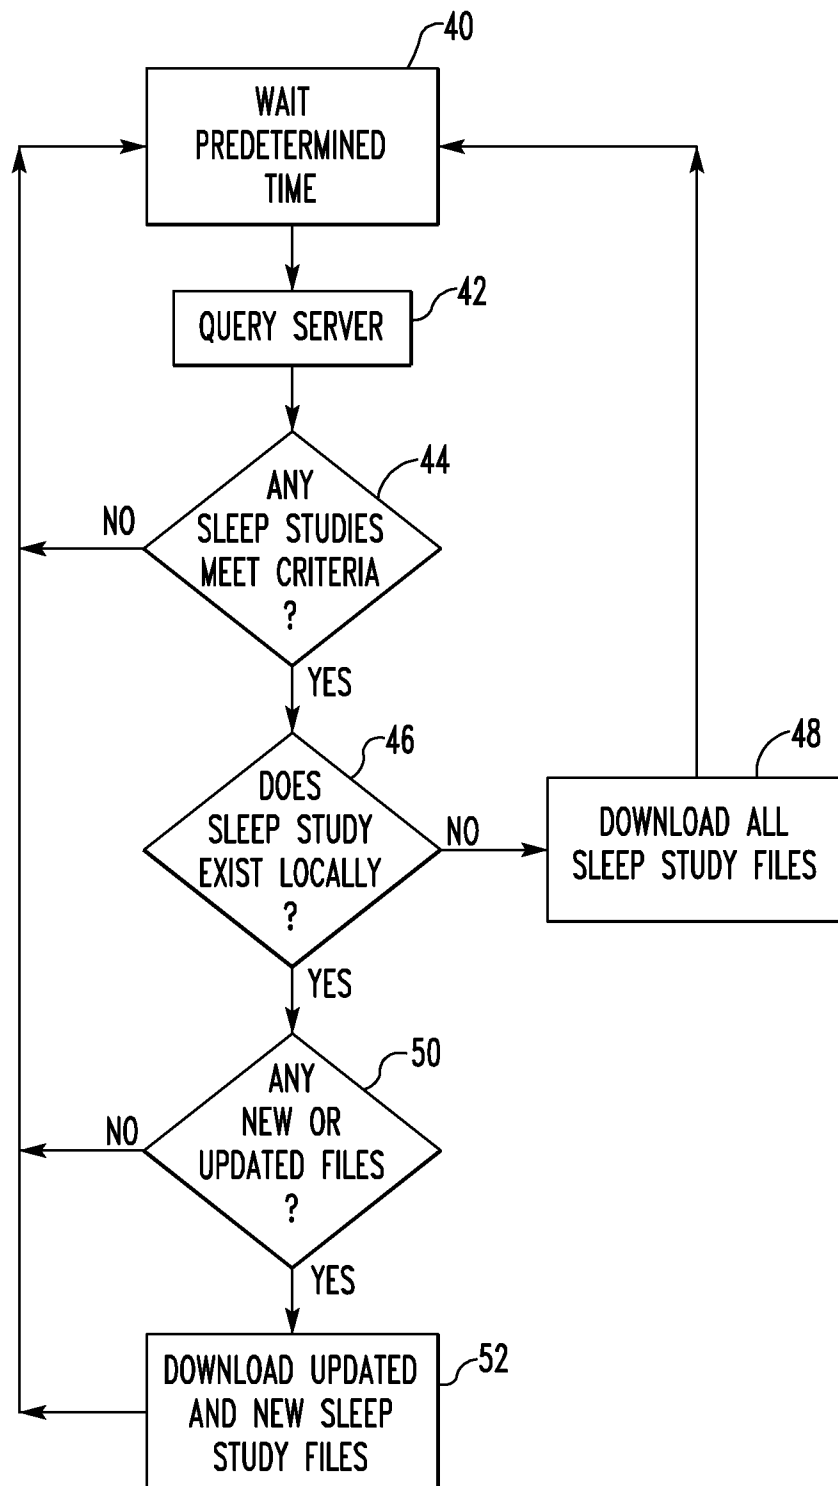 40
WAIT
PREDETERMINED
TIME
42
QUERY SERVER
44
ANY
SLEEP STUDIES
MEET CRITERIA
?
NO
YES
46
DOES
SLEEP STUDY
EXIST LOCALLY
?
NO
48
DOWNLOAD ALL
SLEEP STUDY FILES
YES
50
ANY
NEW OR
UPDATED FILES
?
NO
YES
52
DOWNLOAD UPDATED
AND NEW SLEEP
STUDY FILES